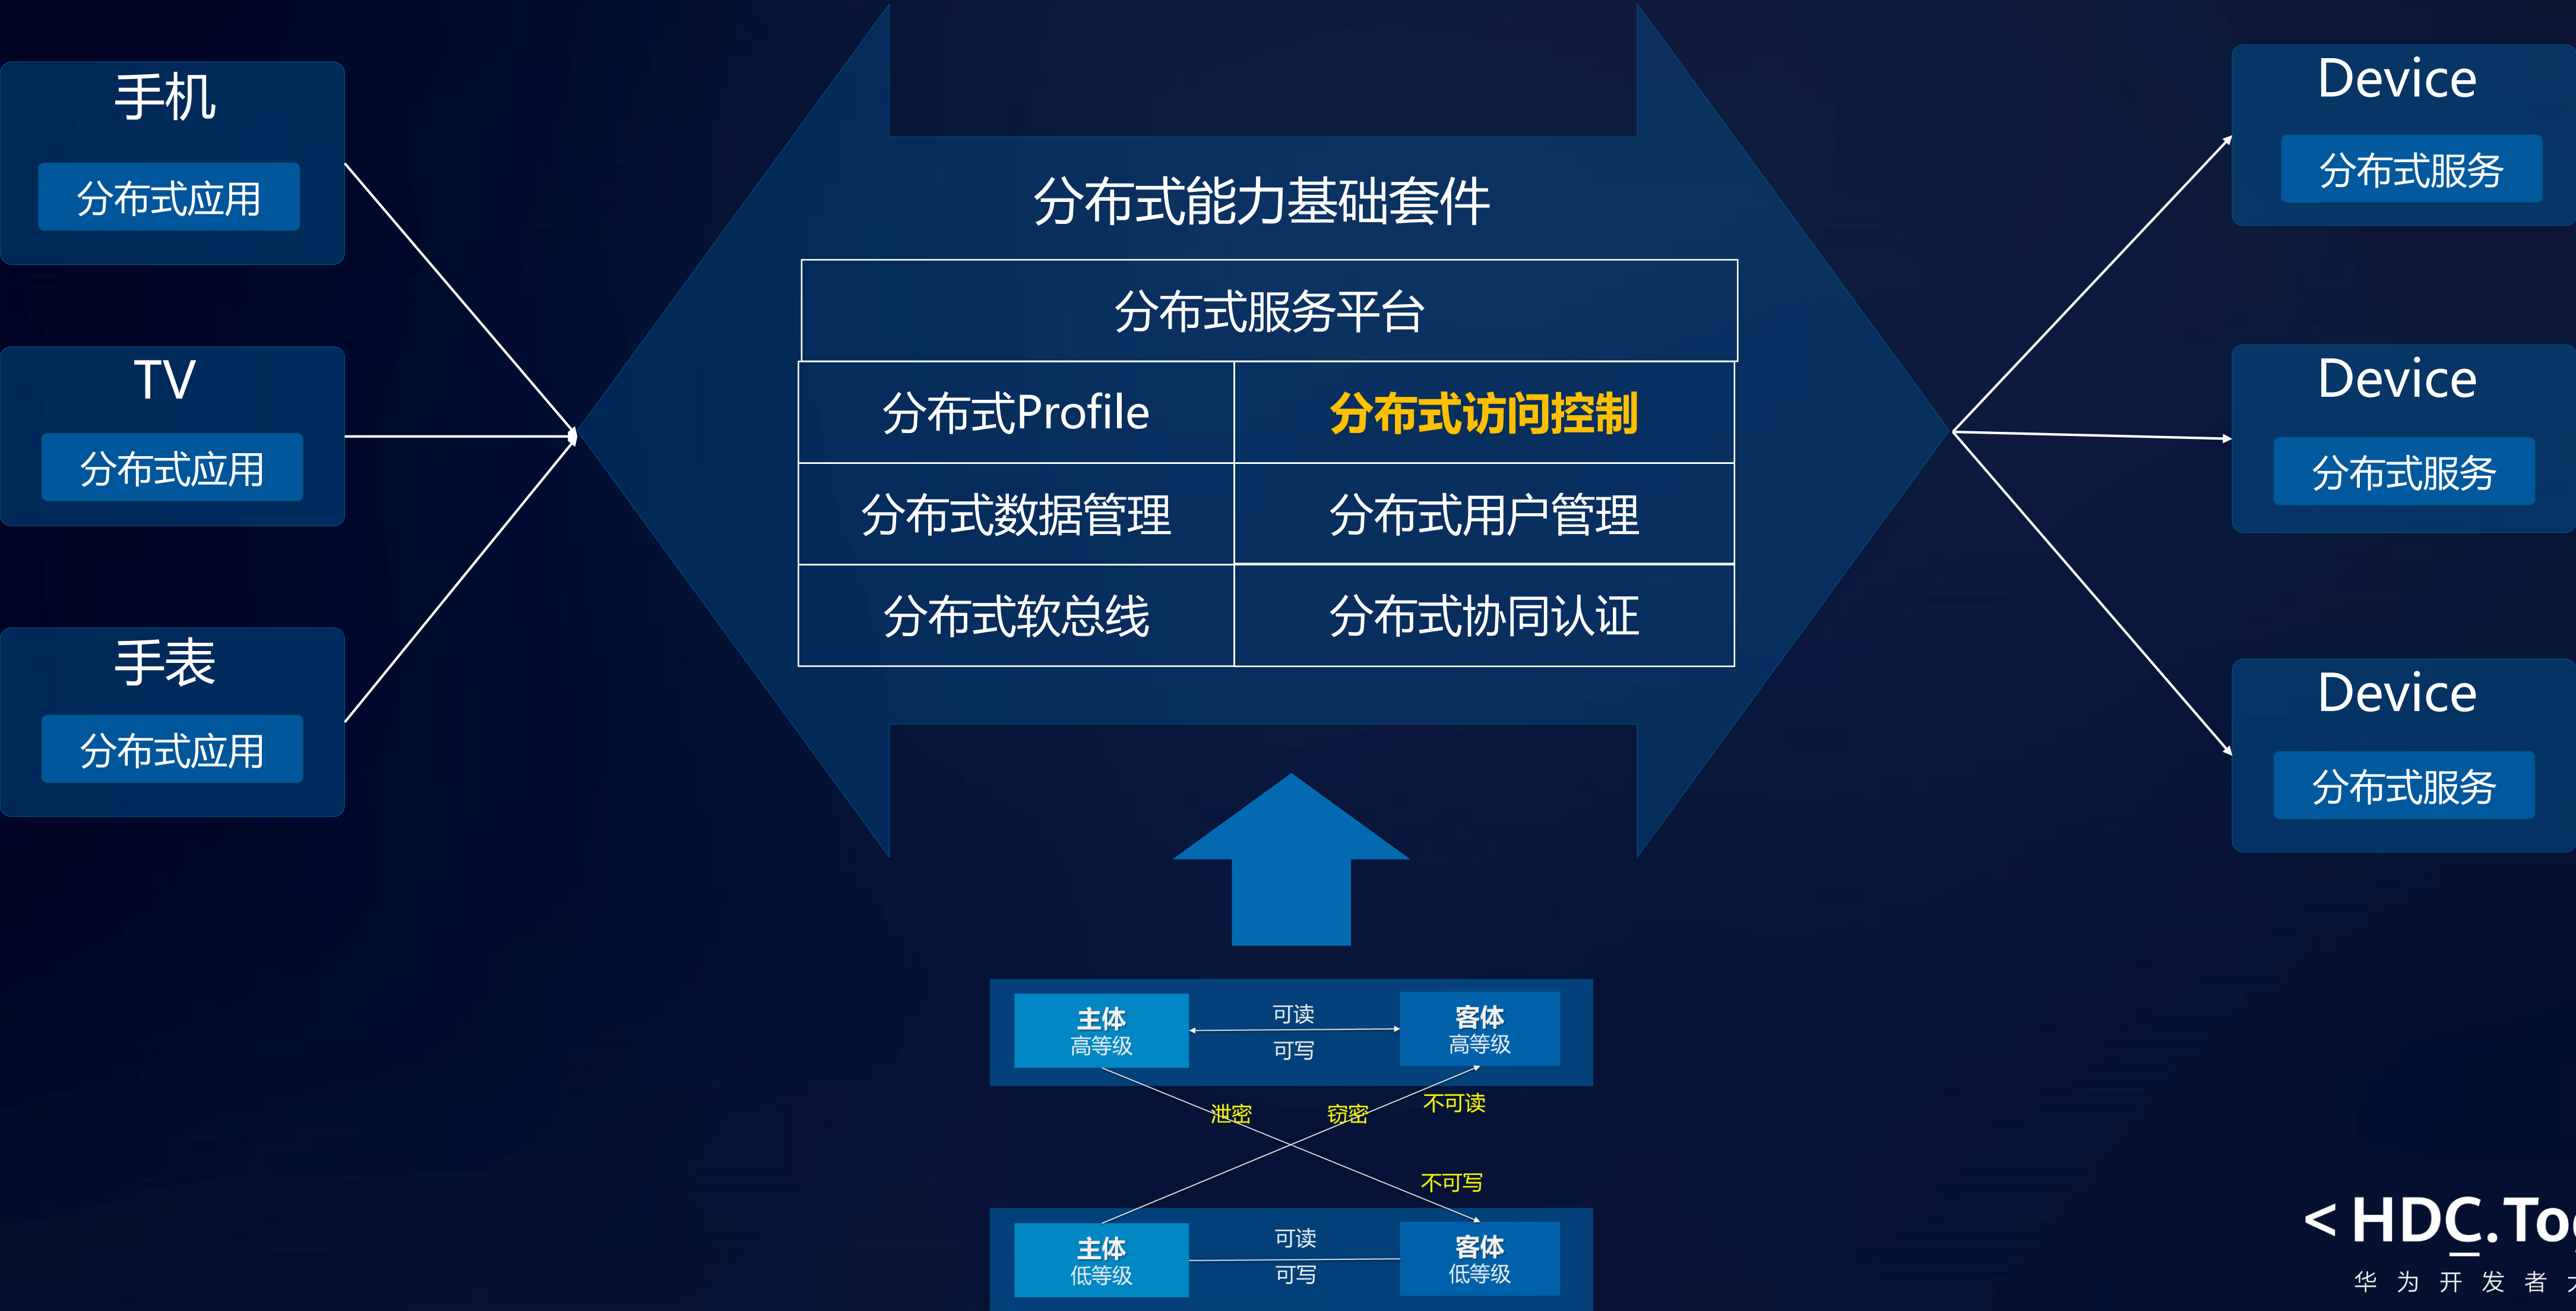 手机
分布式应用
TV
分布式应用
手表
分布式应用
分布式能力基础套件
分布式服务平台
分布式Profile
分布式访问控制
分布式数据管理
分布式用户管理
分布式软总线
分布式协同认证
Device
分布式服务
Device
分布式服务
Device
分布式服务
主体
高等级
可读
可写
客体
高等级
泄密
窃密
不可读
不可写
主体
低等级
可读
可写
客体
低等级
< HDC.To
华为开发者